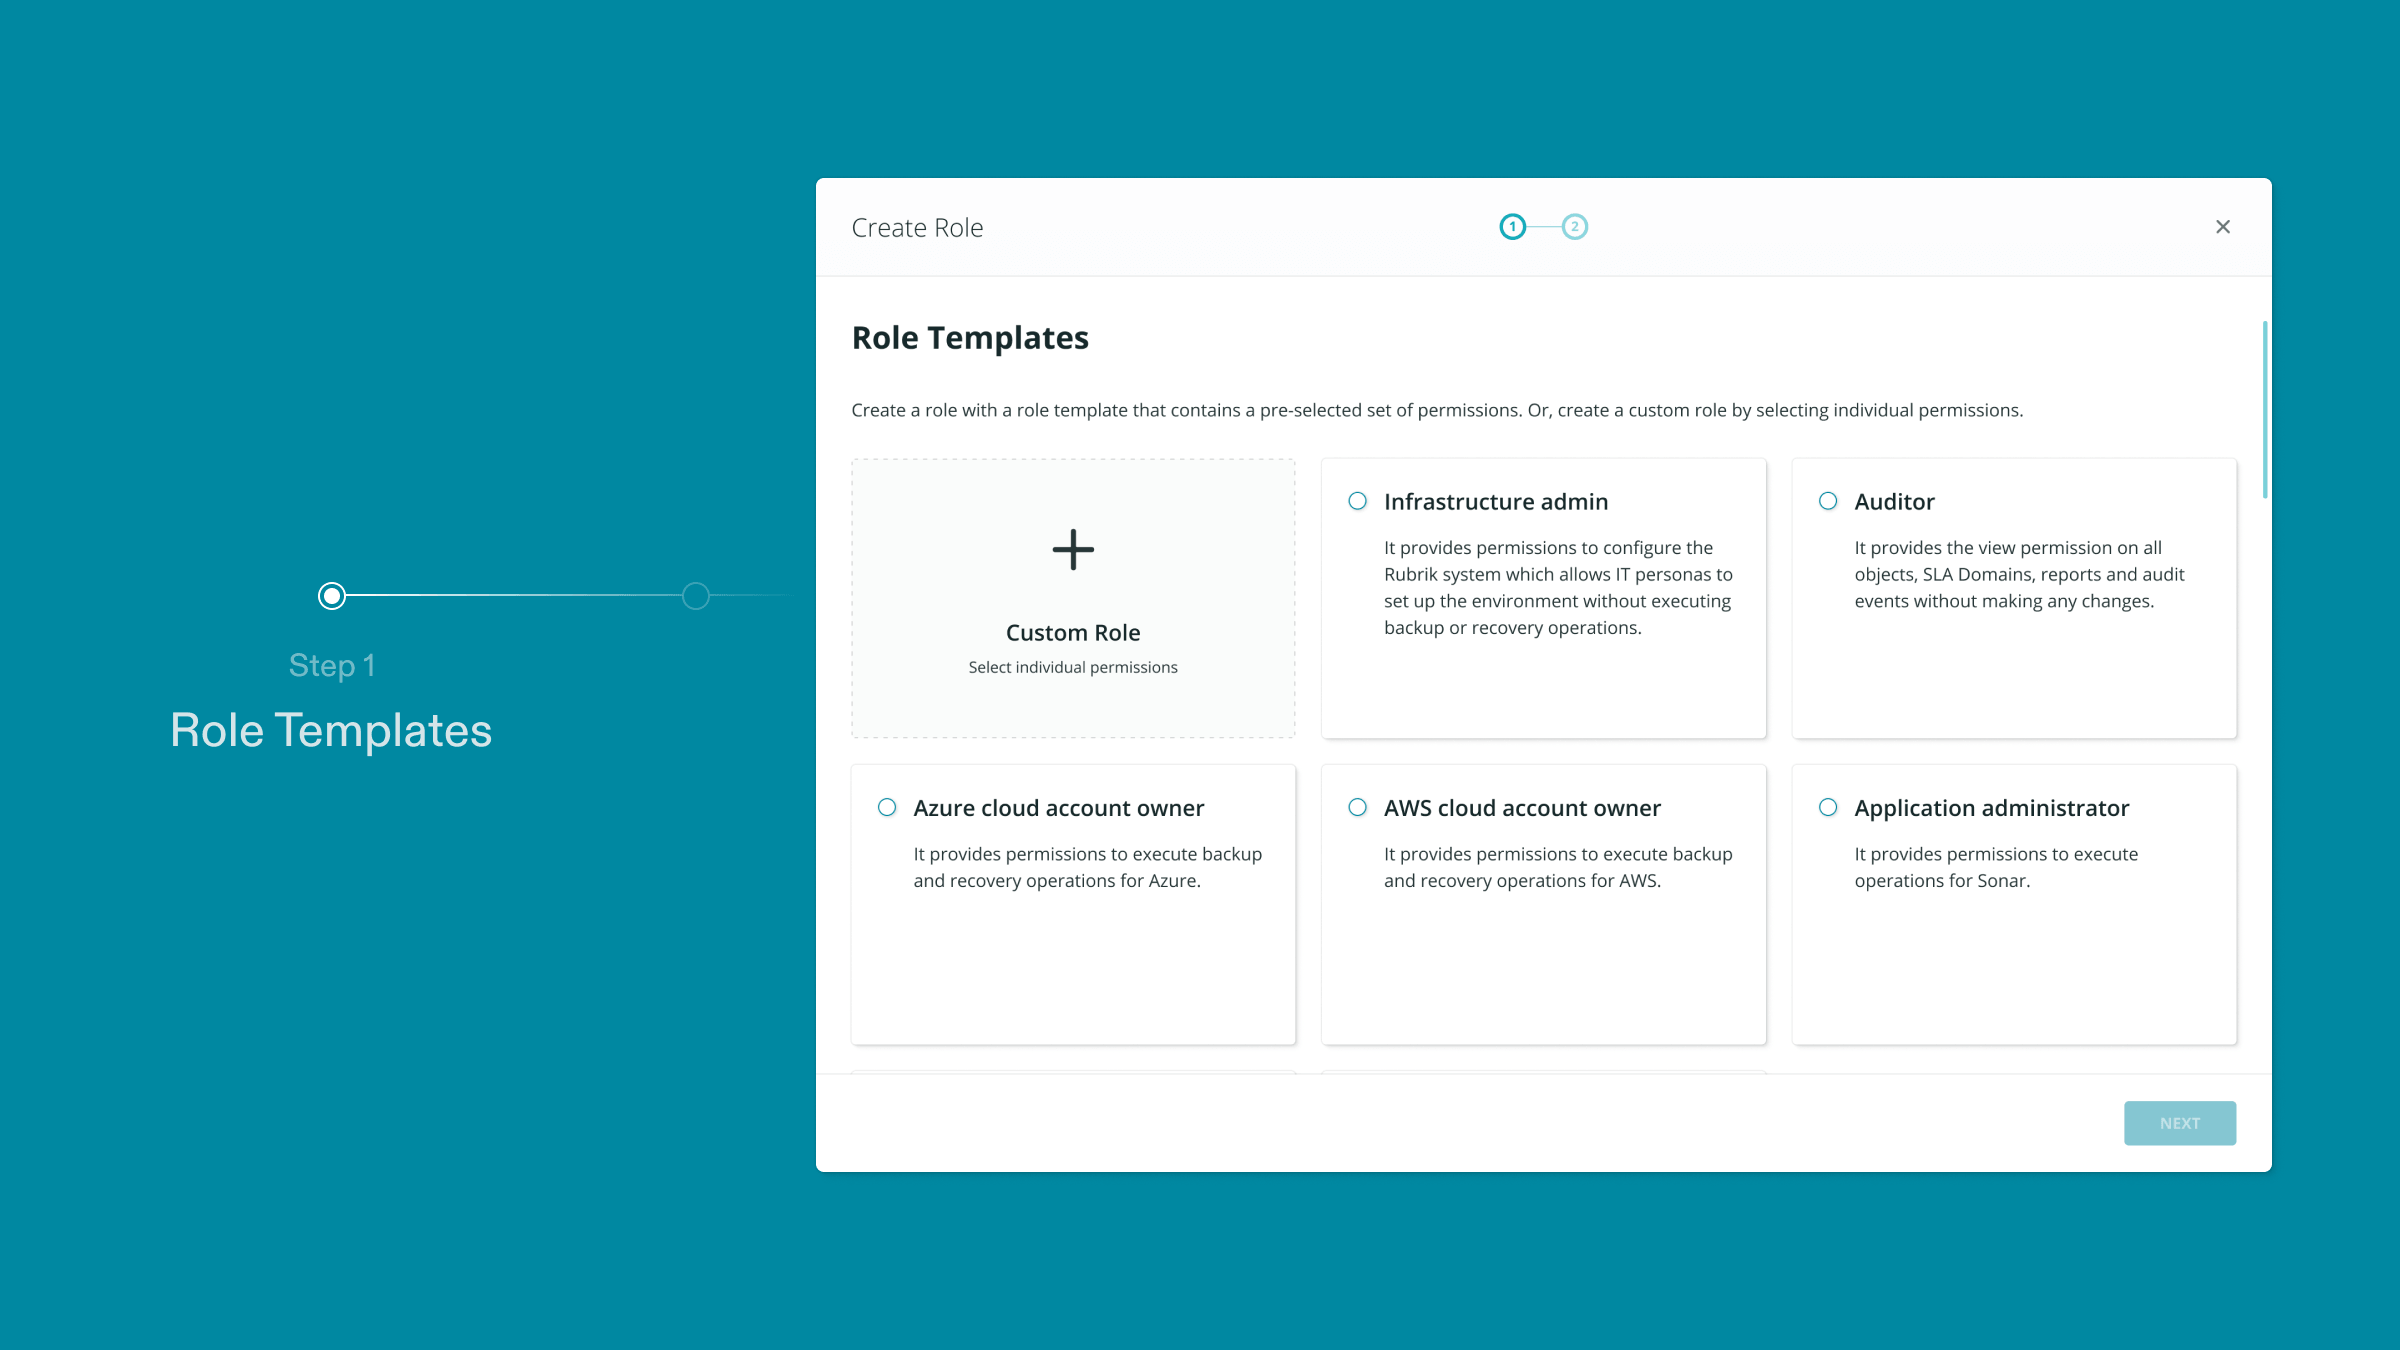 Create Role
1
2
Role Templates
Create a role with a role template that contains a pre-selected set of permissions. Or, create a custom role by selecting individual permissions.
Custom Role
Select individual permissions
Infrastructure admin
It provides permissions to configure the
Rubrik system which allows IT personas to
set up the environment without executing
backup or recovery operations.
Auditor
It provides the view permission on all
objects, SLA Domains, reports and audit
events without making any changes.
Step 1
Role Templates
Azure cloud account owner
It provides permissions to execute backup
and recovery operations for Azure.
AWS cloud account owner
It provides permissions to execute backup
and recovery operations for AWS.
Application administrator
It provides permissions to execute
operations for Sonar.
NEXT